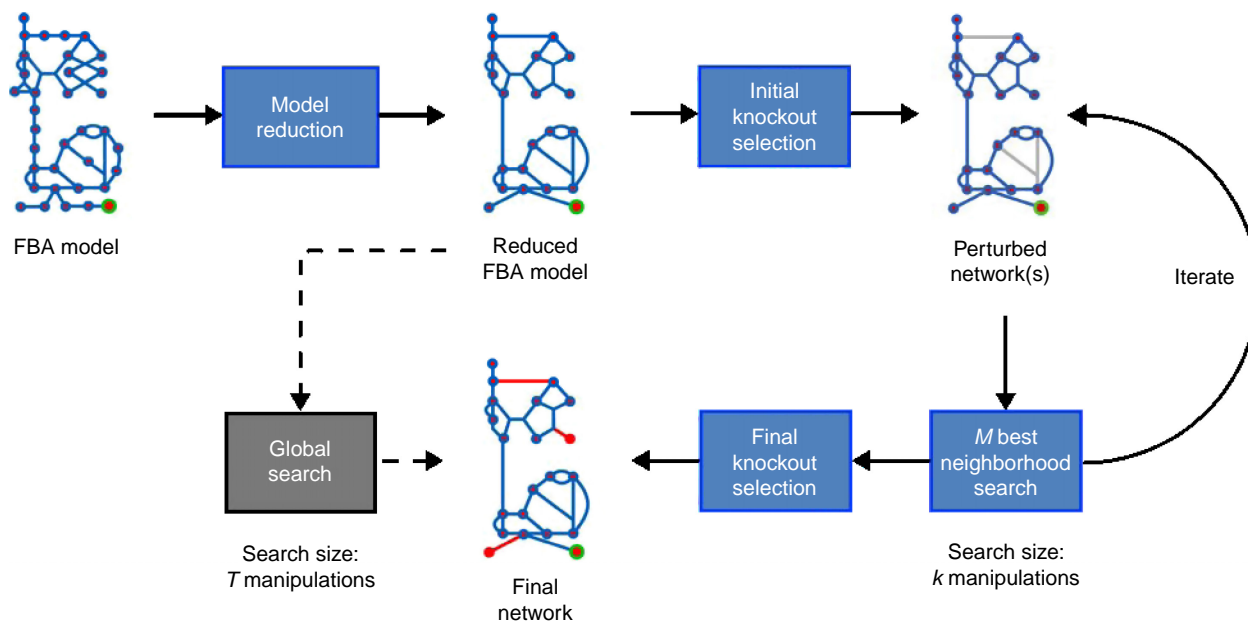 Model
reduction
Initial
knockout
selection
FBA model
Reduced
FBA model
Perturbed
network(s)
Iterate
Global
search
Final
knockout
selection
M best
neighborhood
search
Search size:
T manipulations
Final
network
Search size:
k manipulations